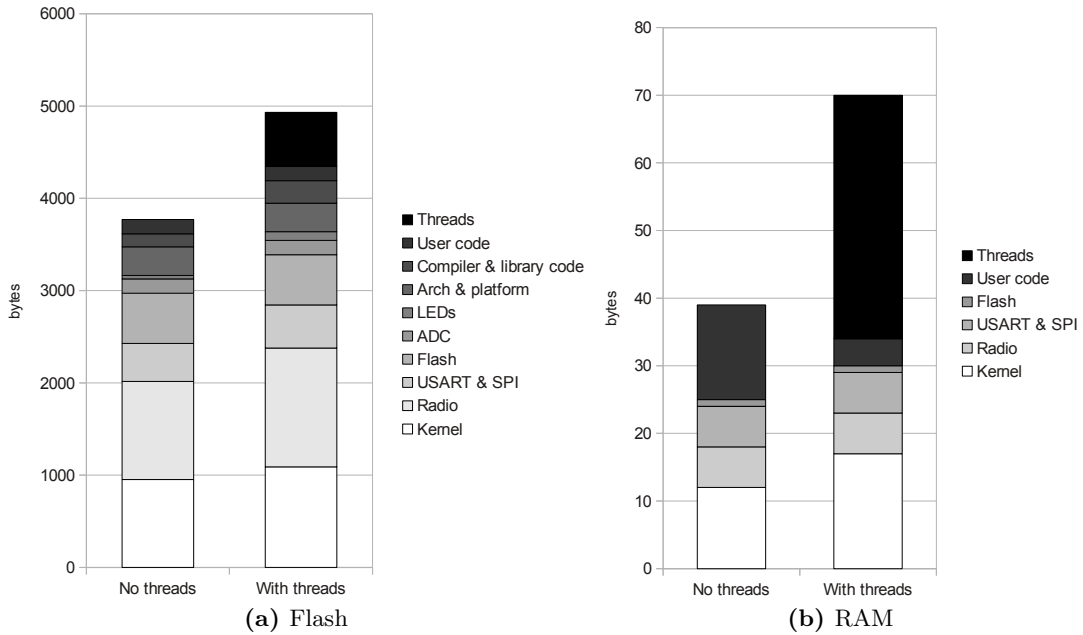 6000
5000
4000
3000
2000
1000
0
bytes
No threads
With threads
Threads
User code
Compiler & library code
Arch & platform
LEDs
ADC
Flash
USART & SPI
Radio
Kernel
(a) Flash
80
70
60
50
40
30
20
10
0
bytes
No threads
With threads
Threads
User code
Flash
USART & SPI
Radio
Kernel
(b) RAM